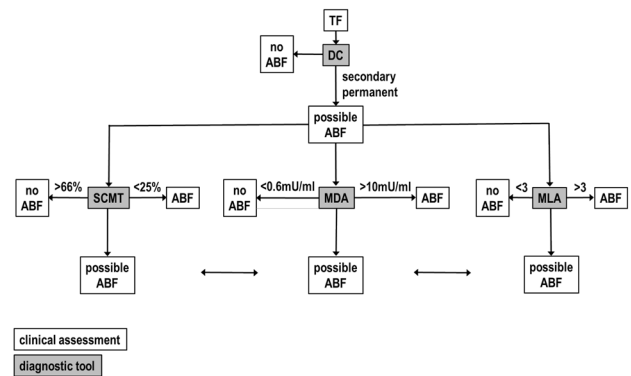 TF
no
ABF
DC
secondary
permanent
possible
ABF
no
ABF
>66%
SCMT
<25%
ABF
no
ABF
<0.6mU/ml
MDA
>10mU/ml
ABF
no
ABF
<3
MLA
>3
ABF
possible
ABF
possible
ABF
possible
ABF
clinical assessment
diagnostic tool